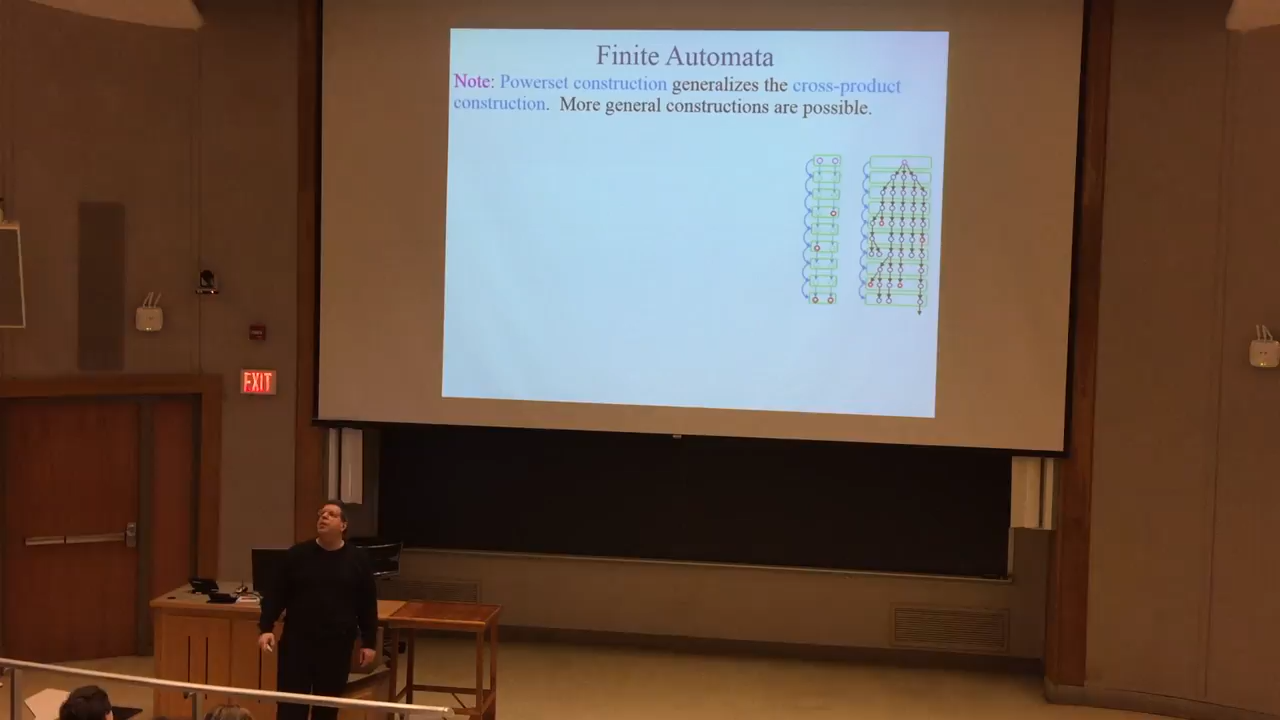 Finite Automata
Note: Powerset construction generalizes the cross-product
construction. More general constructions are possible.
EXIT